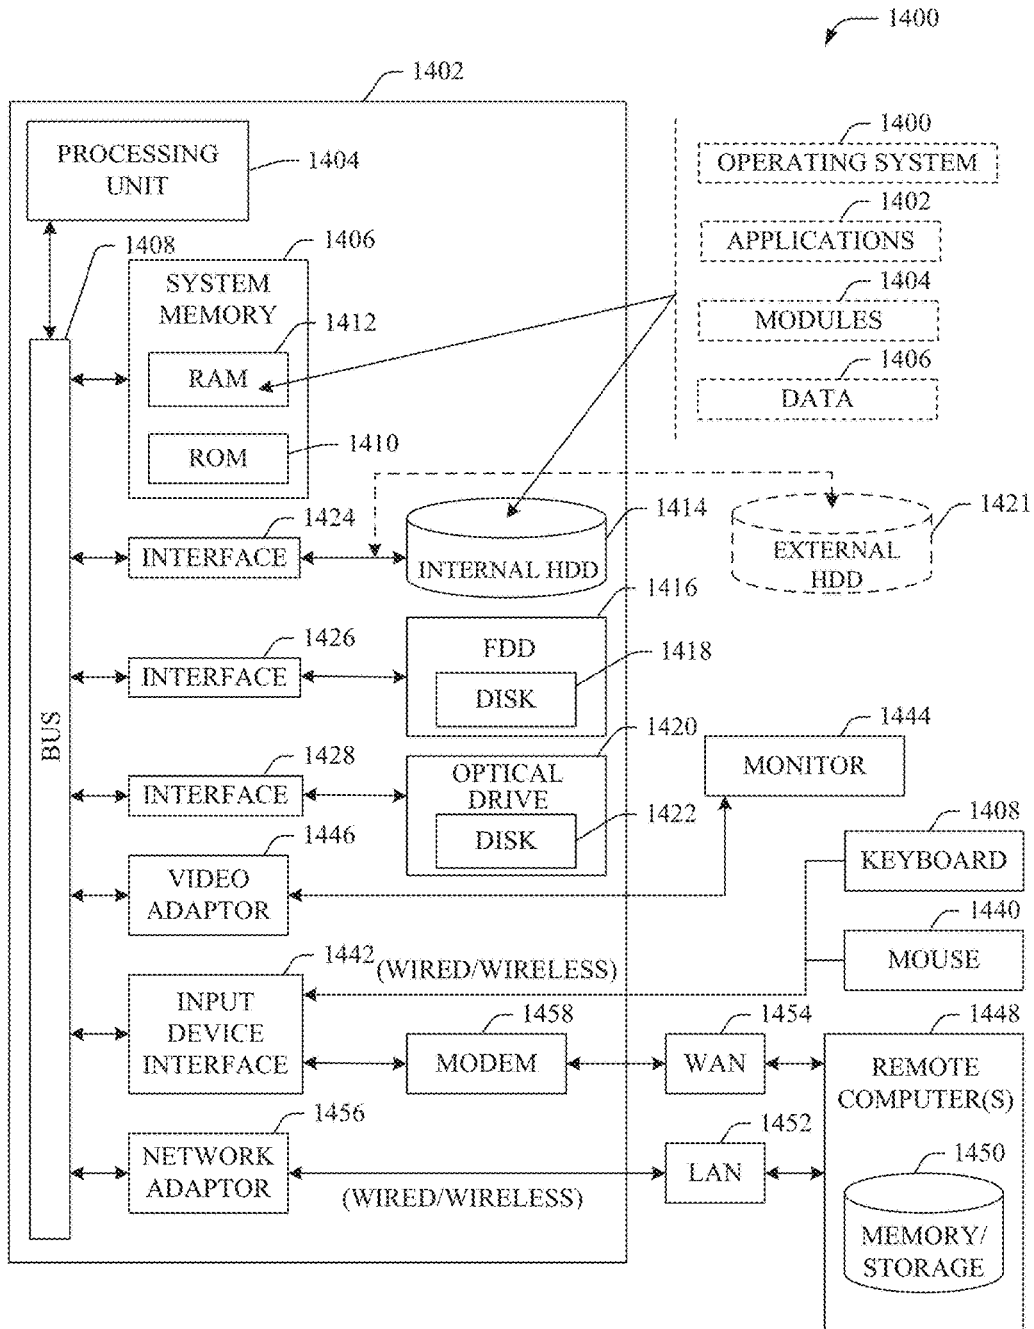 1400
1402
PROCESSING
UNIT
1404
1400
OPERATING SYSTEM
1402
APPLICATIONS
1404
MODULES
1406
DATA
1408
1406
SYSTEM
MEMORY
1412
RAM
1410
ROM
1424
INTERFACE
1414
INTERNAL HDD
1421
EXTERNAL
HDD
1426
INTERFACE
1416
FDD
1418
DISK
BUS
1428
INTERFACE
1420
OPTICAL
DRIVE
1422
DISK
1444
MONITOR
1446
VIDEO
ADAPTOR
1408
KEYBOARD
1440
MOUSE
1442
(WIRED/WIRELESS)
INPUT
DEVICE
INTERFACE
1458
MODEM
1454
WAN
1448
REMOTE
COMPUTER(S)
1456
NETWORK
ADAPTOR
(WIRED/WIRELESS)
1452
LAN
1450
MEMORY/
STORAGE